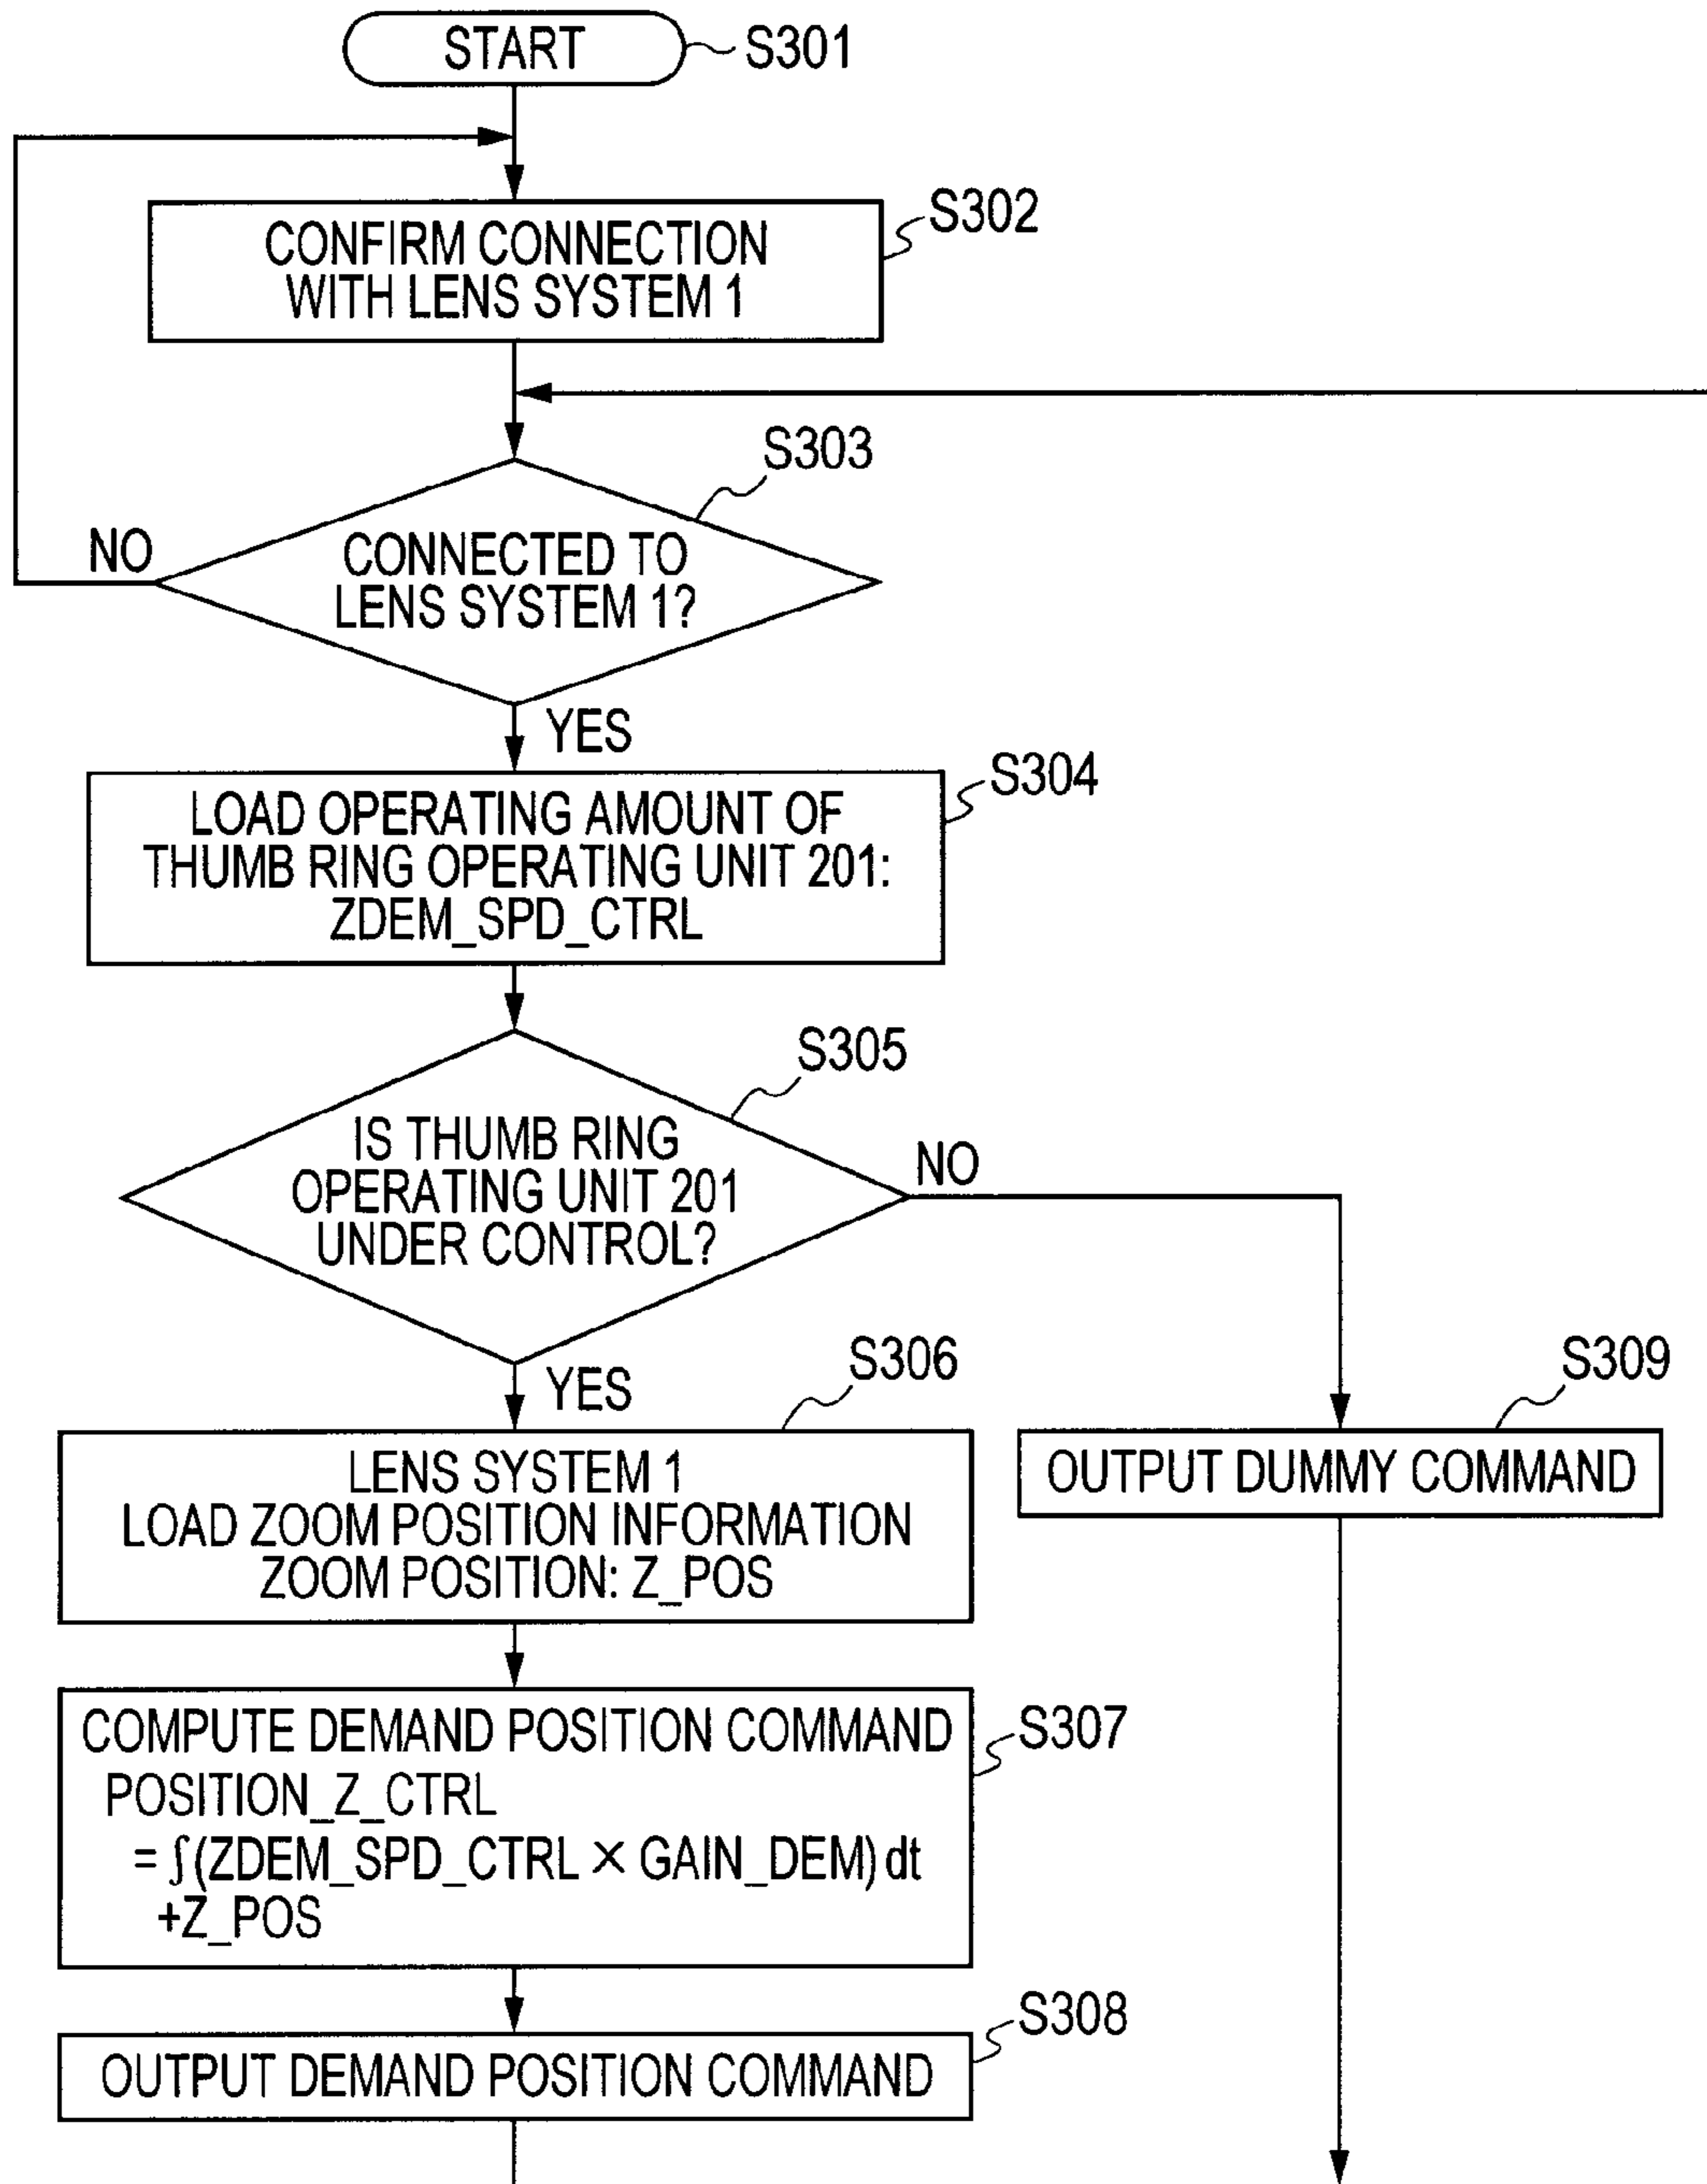 START
S301
CONFIRM CONNECTION
WITH LENS SYSTEM 1
S302
S303
NO
CONNECTED TO
LENS SYSTEM 1?
YES
S304
LOAD OPERATING AMOUNT OF
THUMB RING OPERATING UNIT 201:
ZDEM_SPD_CTRL
S305
IS THUMB RING
OPERATING UNIT 201
UNDER CONTROL?
NO
YES
S306
S309
LENS SYSTEM 1
LOAD ZOOM POSITION INFORMATION
ZOOM POSITION: Z_POS
OUTPUT DUMMY COMMAND
COMPUTE DEMAND POSITION COMMAND
POSITION_Z_CTRL
= ∫(ZDEM_SPD_CTRL × GAIN_DEM) dt
+Z_POS
S307
S308
OUTPUT DEMAND POSITION COMMAND